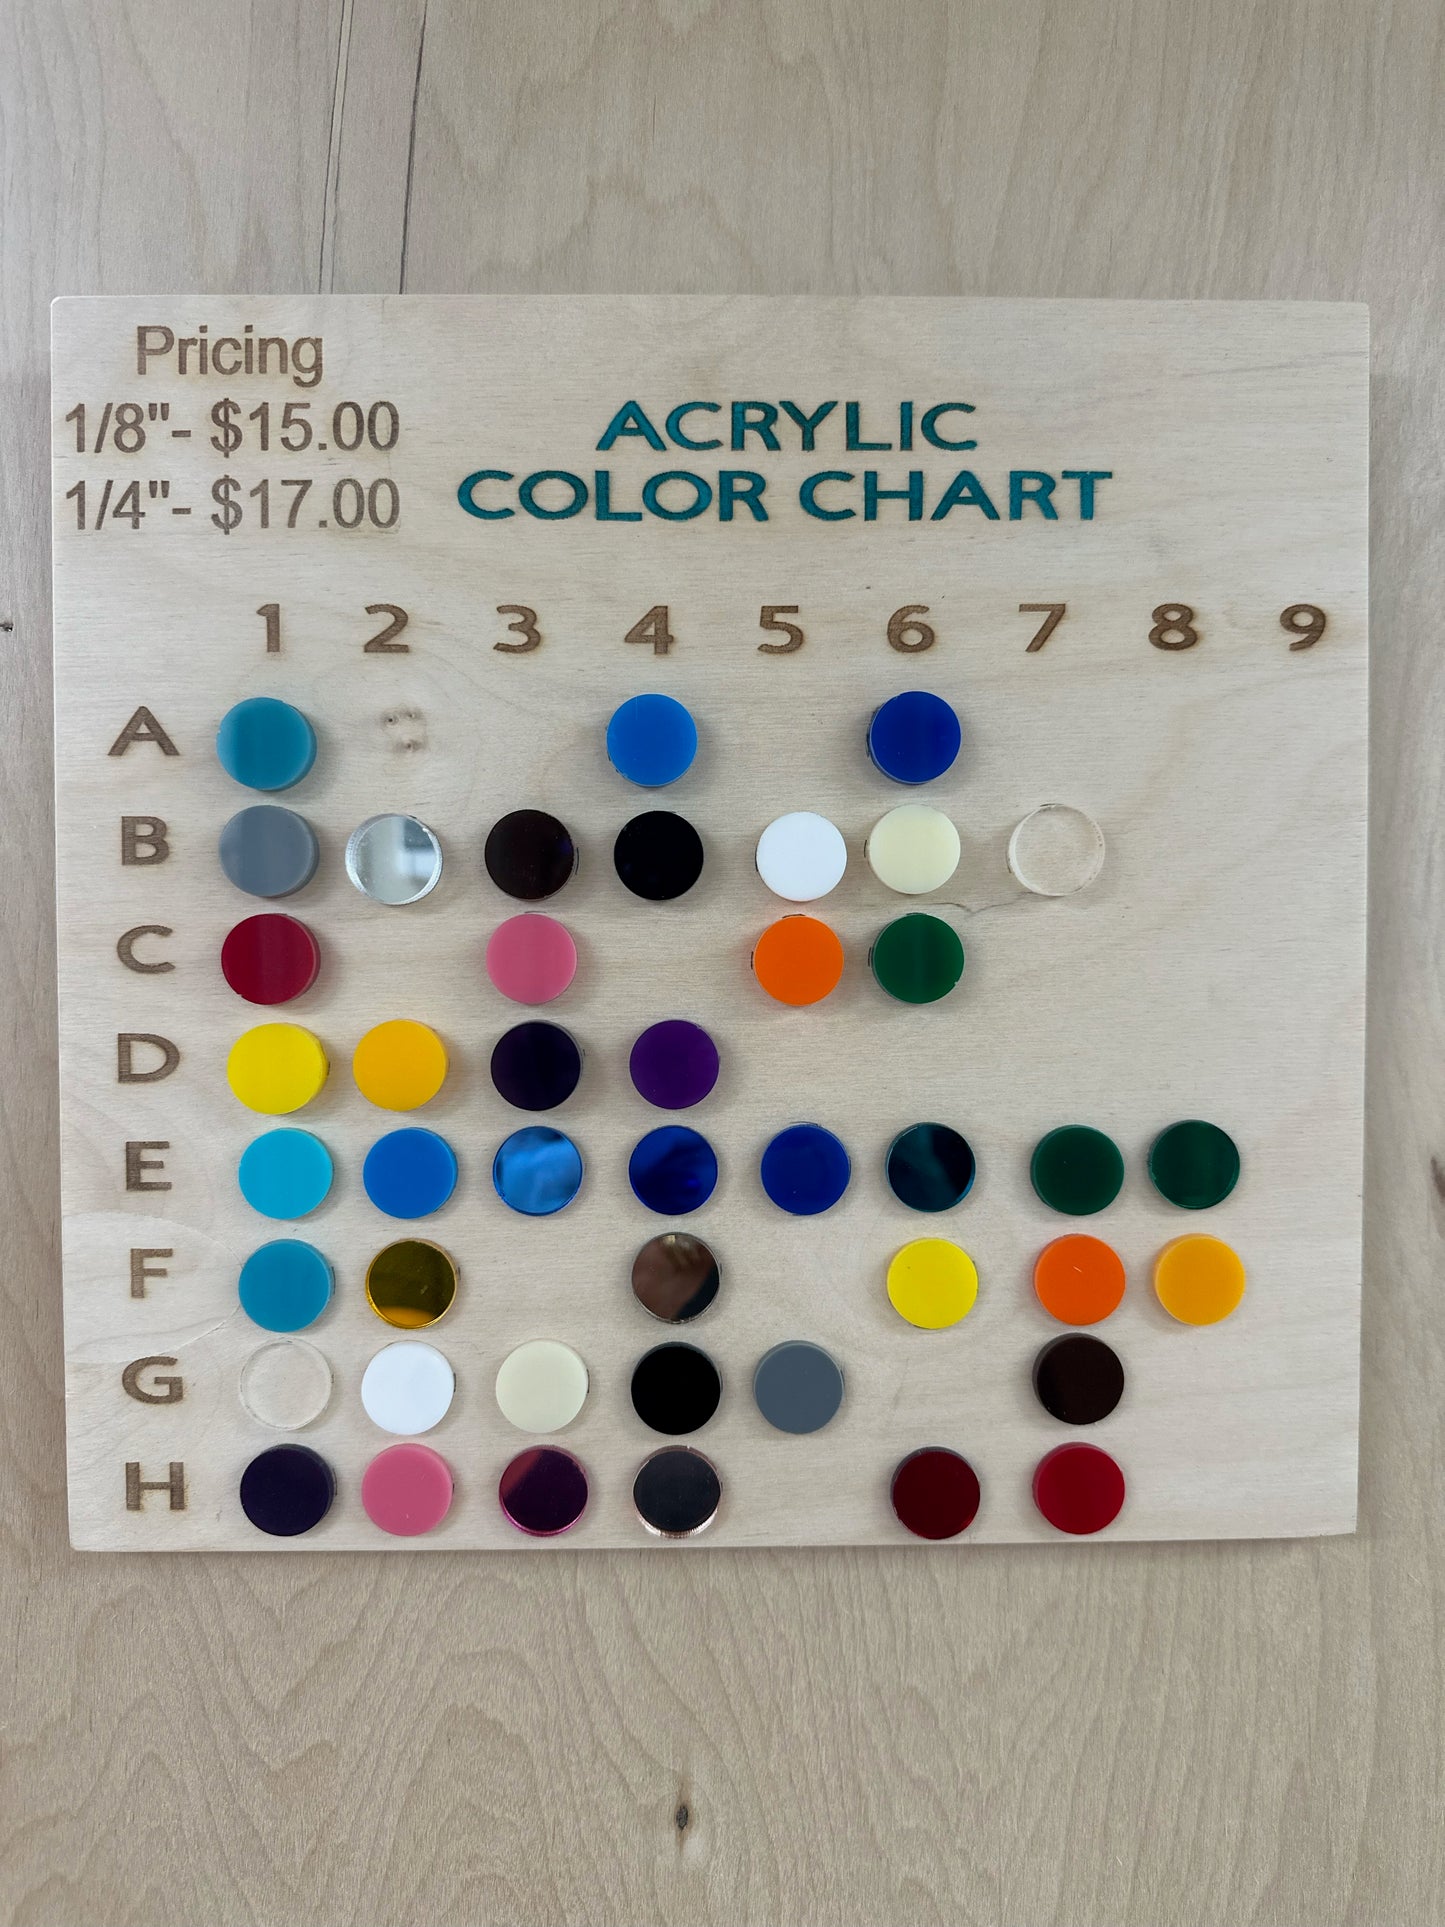 Pricing
1/8"- $15.00
1/4"- $17.00
ACRYLIC
COLOR CHART
1 2 3 4 5 6 7 8 9
A
B
C
D
E
F
G
H